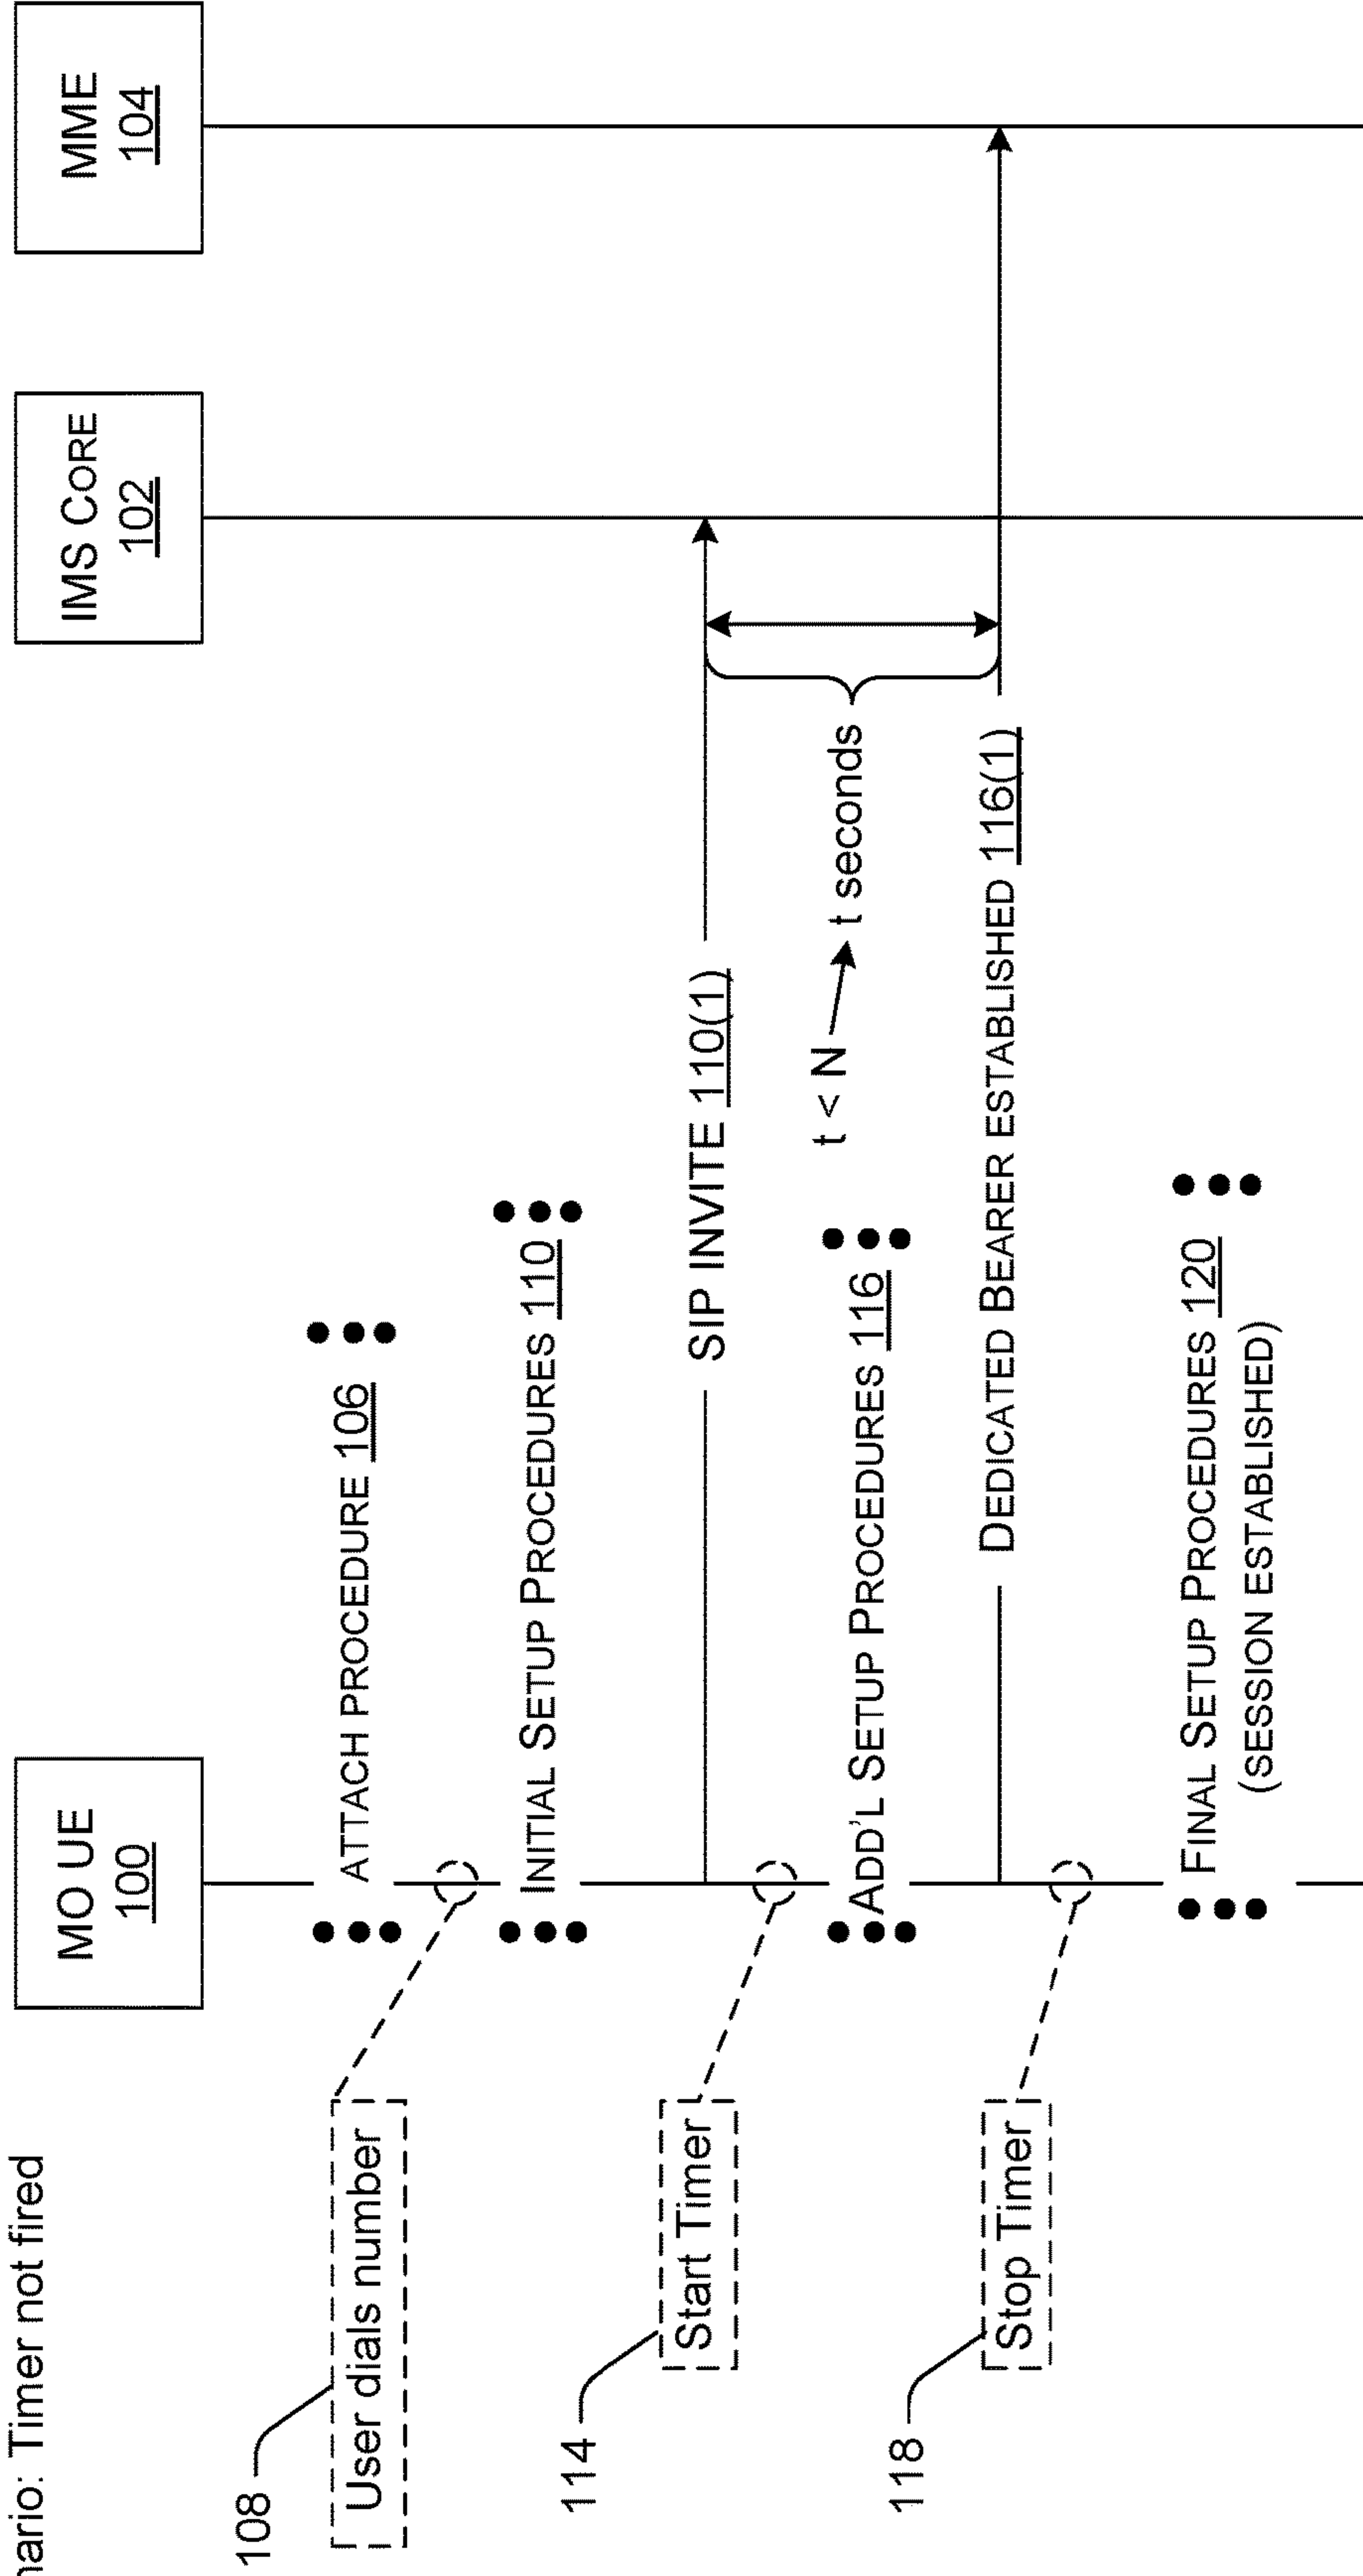 nario: Timer not fired
MO UE
100
IMS CORE
102
MME
104
ATTACH PROCEDURE 106
108
User dials number
INITIAL SETUP PROCEDURES 110
SIP INVITE 110(1)
114
Start Timer
t < N
t seconds
ADD'L SETUP PROCEDURES 116
DEDICATED BEARER ESTABLISHED 116(1)
118
Stop Timer
FINAL SETUP PROCEDURES 120
(SESSION ESTABLISHED)